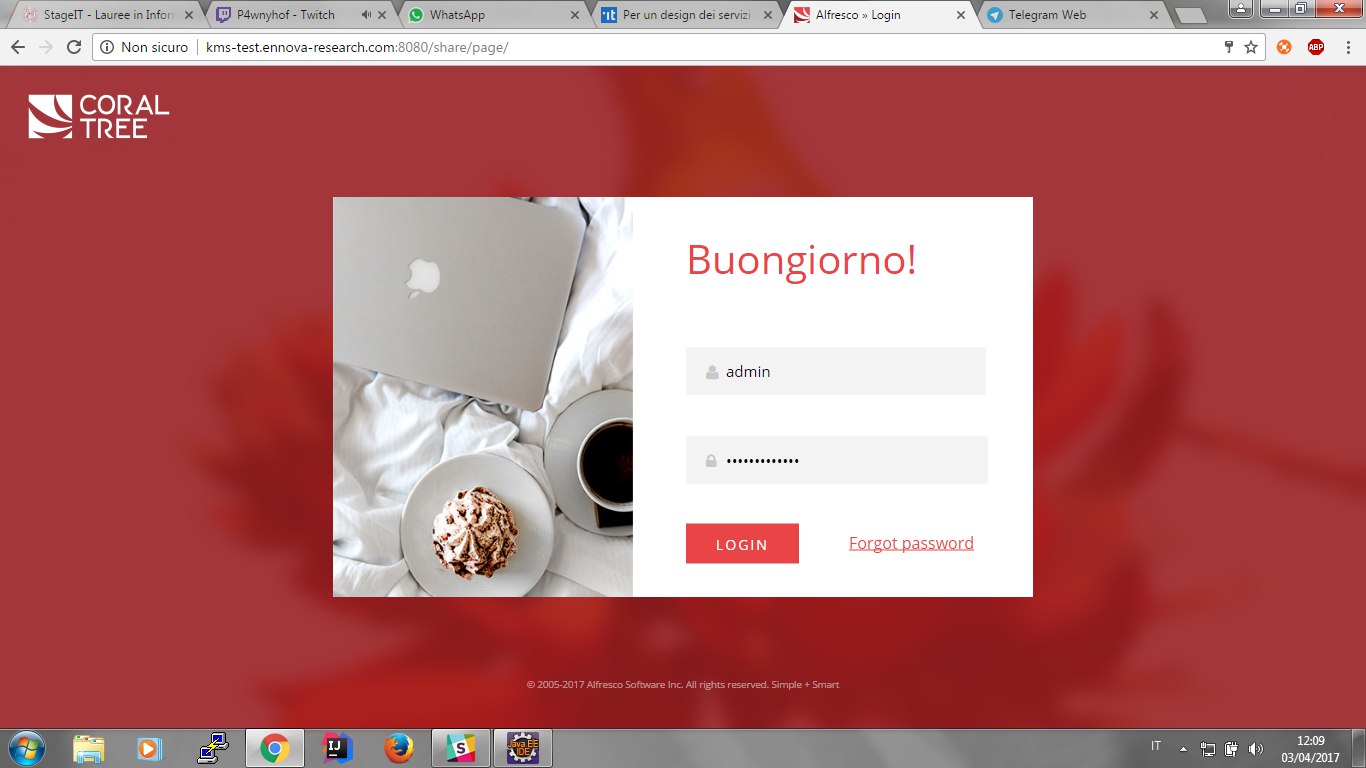 StageIT - Lauree in Infor
P4wnyhof - Twitch
WhatsApp
Per un design dei servizi
Alfresco » Login
Telegram Web
Non sicuro
kms-test.ennova-research.com:8080/share/page/
ABP
CORAL
TREE
Buongiorno!
admin
•••••••••••••
LOGIN
Forgot password
© 2005-2017 Alfresco Software Inc. All rights reserved. Simple + Smart
IJ
S
Java EE
IDE
IT
12:09
03/04/2017